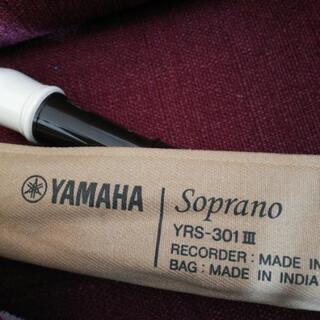 YAMAHA
Soprano
YRS-301III
RECORDER : MADE IN
BAG : MADE IN INDIA